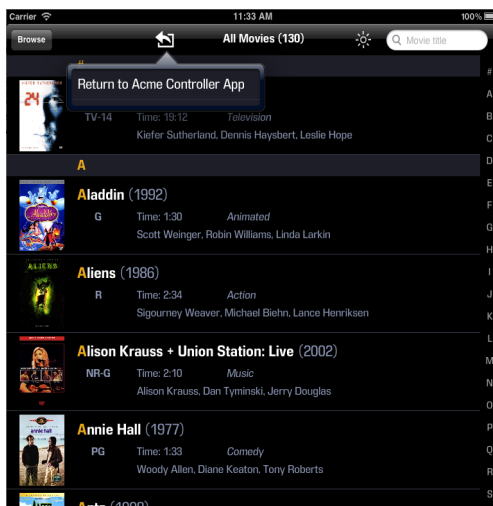 Carrier 11:33 AM 100%
Browse All Movies (130) Movie title
#
Return to Acme Controller App
24
TV-14 Time: 19:12 Television
Kiefer Sutherland, Dennis Haysbert, Leslie Hope
A
Aladdin (1992)
G Time: 1:30 Animated
Scott Weinger, Robin Williams, Linda Larkin
ALIENS
Aliens (1986)
R Time: 2:34 Action
Sigourney Weaver, Michael Biehn, Lance Henriksen
Alison Krauss + Union Station: Live (2002)
NR-G Time: 2:10 Music
Alison Krauss, Dan Tyminski, Jerry Douglas
annie hall
Annie Hall (1977)
PG Time: 1:33 Comedy
Woody Allen, Diane Keaton, Tony Roberts
#
A
B
C
D
E
F
G
H
I
J
K
L
M
N
O
P
Q
R
S